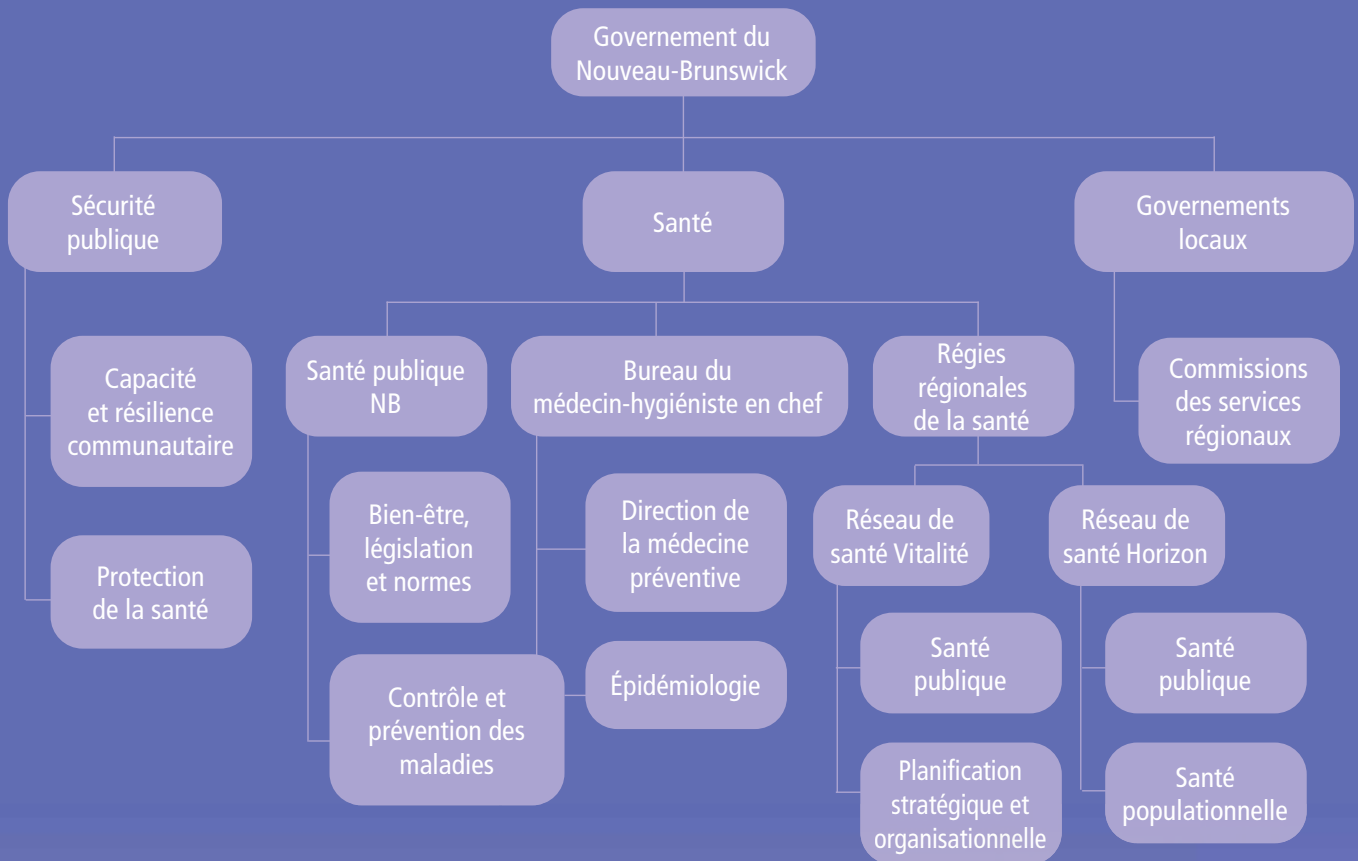 Governement du
Nouveau-Brunswick
Sécurité
publique
Santé
Governements
locaux
Capacité
et résilience
communautaire
Protection
de la santé
Santé publique
NB
Bien-être,
législation
et normes
Contrôle et
prévention des
maladies
Bureau du
médecin-hygiéniste en chef
Direction de
la médecine
préventive
Épidémiologie
Régies
régionales
de la santé
Réseau de
santé Vitalité
Santé
publique
Planification
stratégique et
organisationnelle
Réseau de
santé Horizon
Santé
publique
Santé
populationnelle
Commissions
des services
régionaux